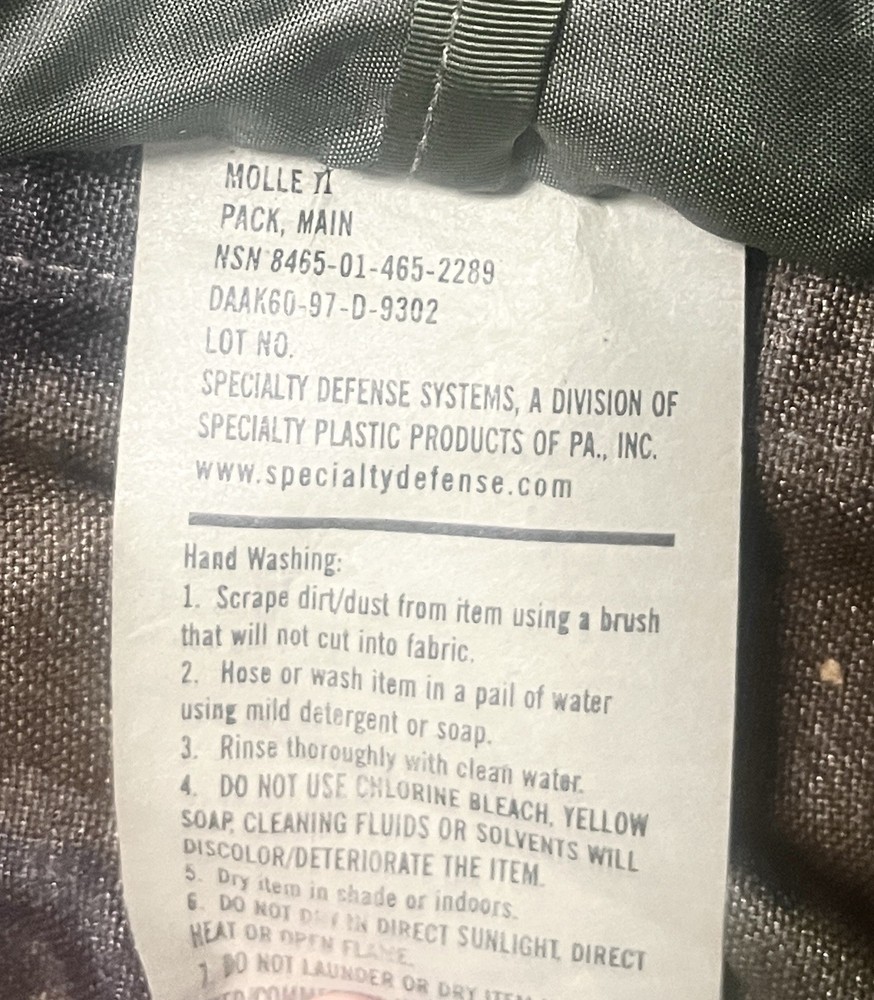 MOLLE II
PACK, MAIN
NSN 8465-01-465-2289
DAAK60-97-D-9302
LOT NO.
SPECIALTY DEFENSE SYSTEMS, A DIVISION OF
SPECIALTY PLASTIC PRODUCTS OF PA., INC.
www.specialtydefense.com
Hand Washing:
1. Scrape dirt/dust from item using a brush
that will not cut into fabric.
2. Hose or wash item in a pail of water
using mild detergent or soap.
3. Rinse thoroughly with clean water.
4. DO NOT USE CHLORINE BLEACH, YELLOW
SOAP, CLEANING FLUIDS OR SOLVENTS WILL
DISCOLOR/DETERIORATE THE ITEM.
5. Dry item in shade or indoors.
6. DO NOT DRY IN DIRECT SUNLIGHT, DIRECT
HEAT OR OPEN FLAME.
7. DO NOT LAUNDER OR DRY ITEM